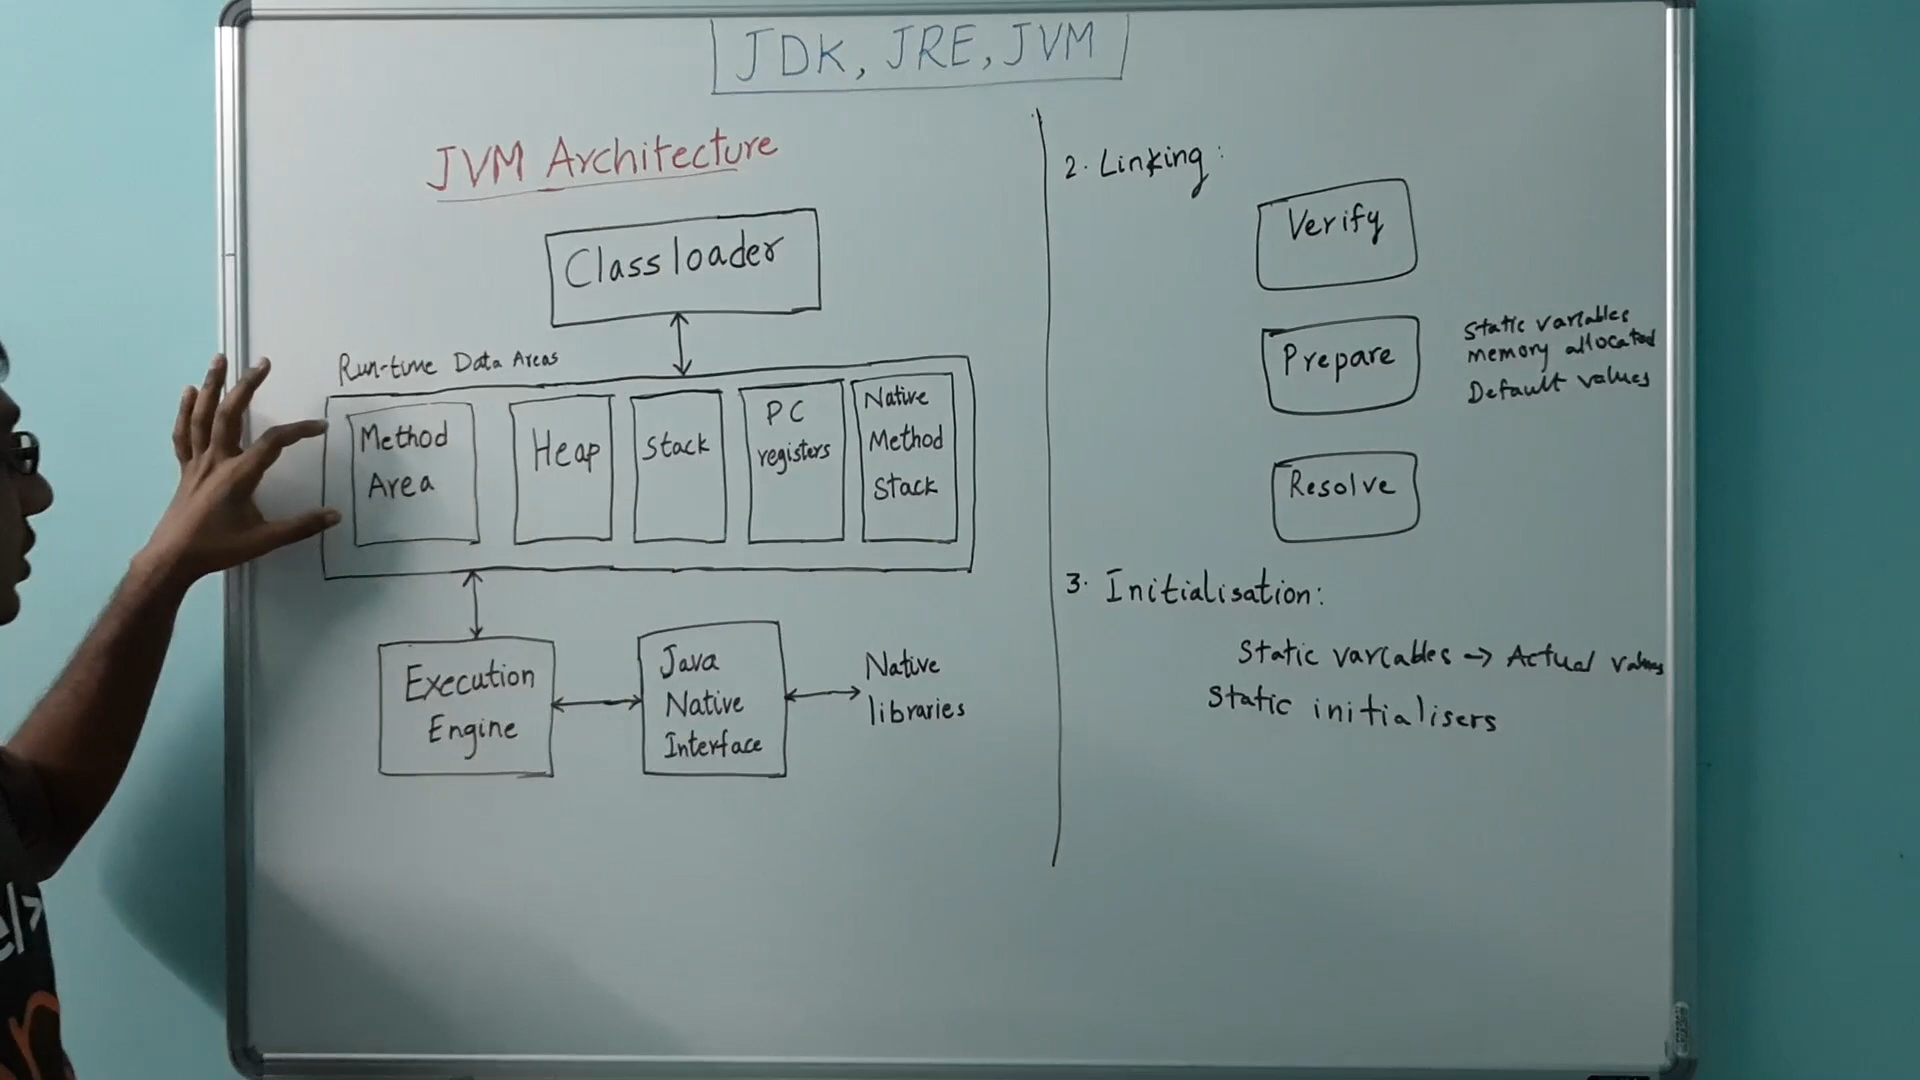 JDK, JRE, JVM
JVM Architecture
Classloader
Run-time Data Areas
Method
Area
Heap
Stack
PC
registers
Native
Method
Stack
Execution
Engine
Java
Native
Interface
Native
libraries
2. Linking:
Verify
Prepare
Static variables
memory allocated
Default values
Resolve
3. Initialisation:
Static variables → Actual values
Static initialisers